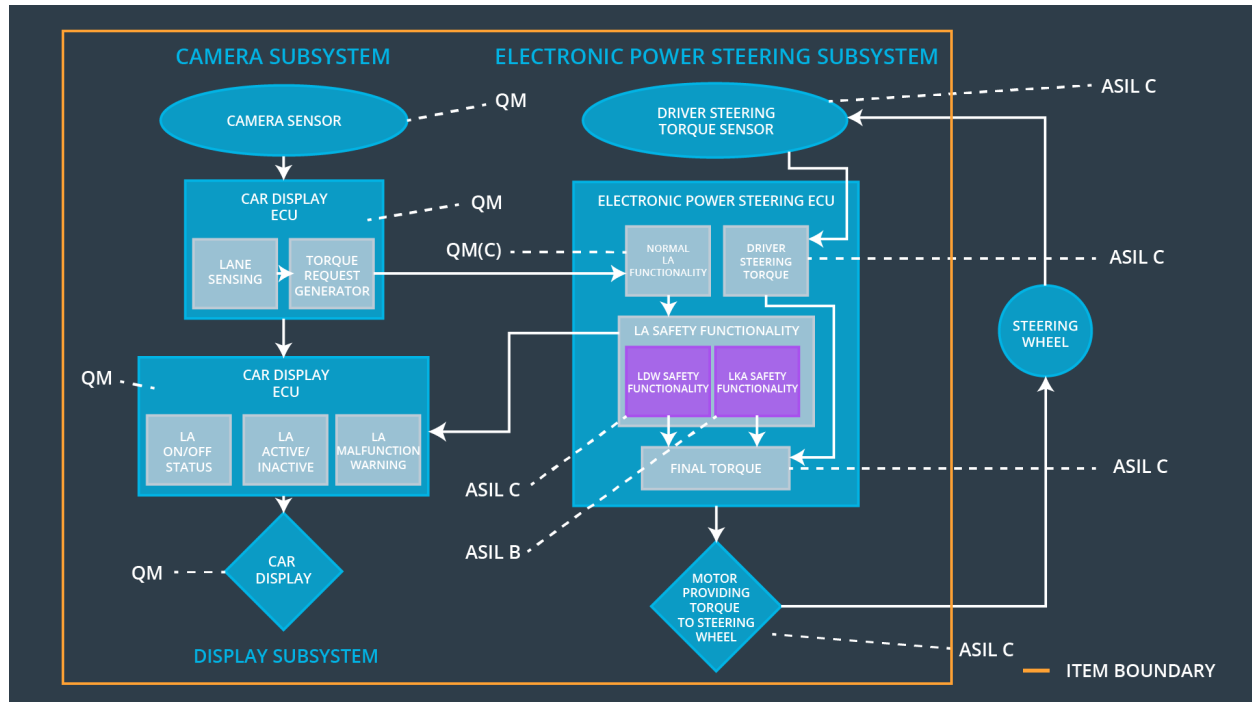 CAMERA SUBSYSTEM
ELECTRONIC POWER STEERING SUBSYSTEM
CAMERA SENSOR
QM
DRIVER STEERING
TORQUE SENSOR
ASIL C
CAR DISPLAY
ECU
QM
LANE
SENSING
TORQUE
REQUEST
GENERATOR
ELECTRONIC POWER STEERING ECU
QM(C)
NORMAL
LA
FUNCTIONALITY
DRIVER
STEERING
TORQUE
ASIL C
LA SAFETY FUNCTIONALITY
LDW SAFETY
FUNCTIONALITY
LKA SAFETY
FUNCTIONALITY
STEERING
WHEEL
QM
CAR DISPLAY
ECU
LA
ON/OFF
STATUS
LA
ACTIVE/
INACTIVE
LA
MALFUNCTION
WARNING
FINAL TORQUE
ASIL C
ASIL C
ASIL B
QM
CAR
DISPLAY
MOTOR
PROVIDING
TORQUE
TO STEERING
WHEEL
ASIL C
DISPLAY SUBSYSTEM
ITEM BOUNDARY